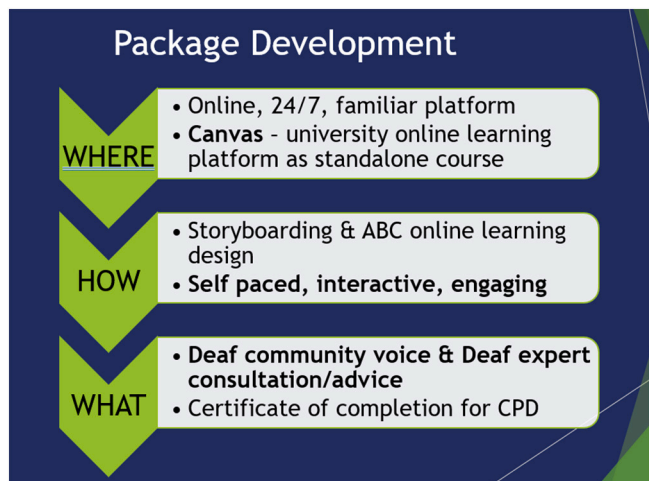 Package Development
WHERE
• Online, 24/7, familiar platform
• Canvas – university online learning
platform as standalone course
HOW
• Storyboarding & ABC online learning
design
• Self paced, interactive, engaging
WHAT
• Deaf community voice & Deaf expert
consultation/advice
• Certificate of completion for CPD